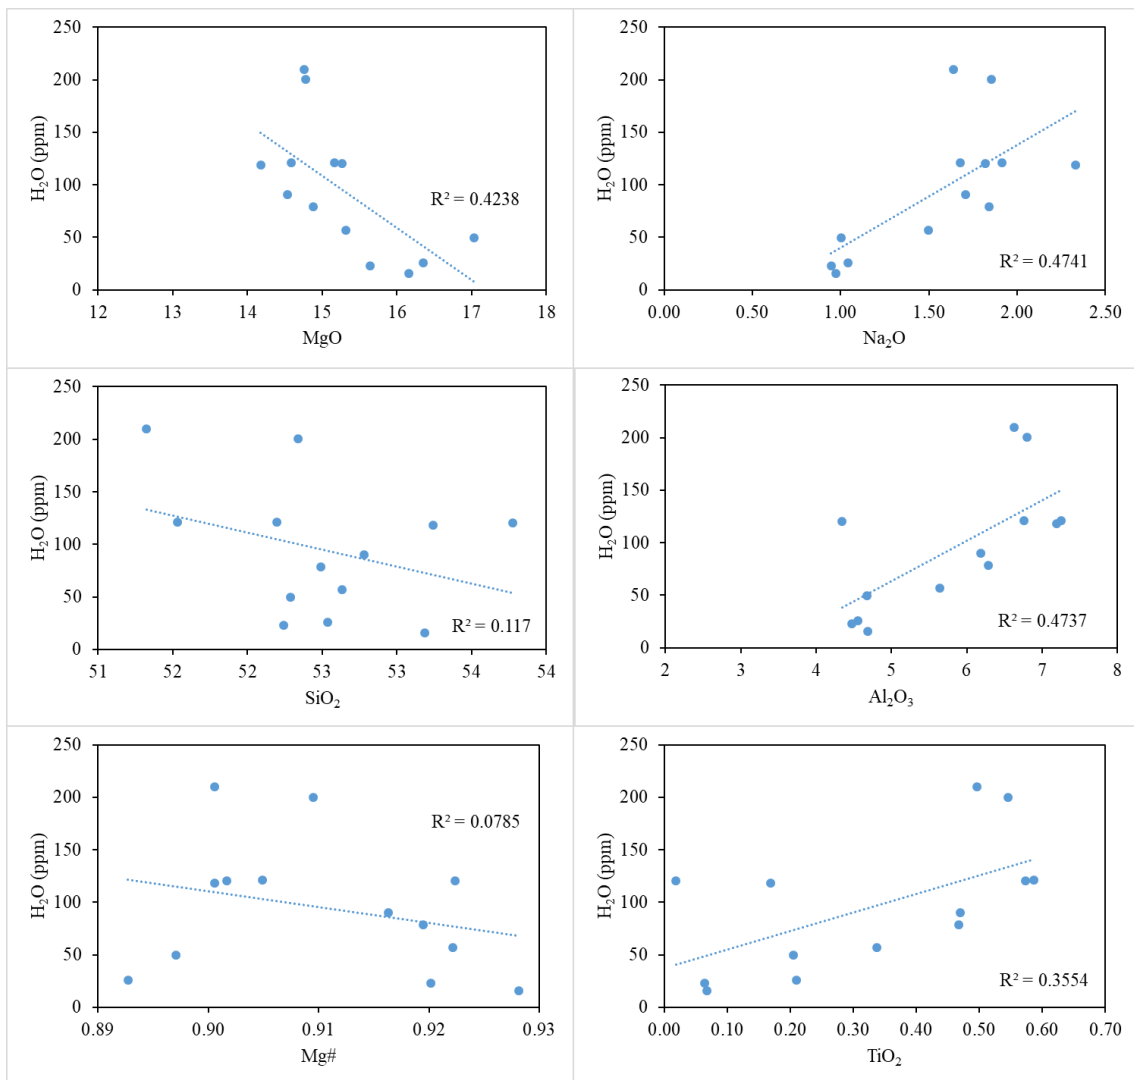 250
200
150
100
50
0
H₂O (ppm)
R² = 0.4238
12 13 14 15 16 17 18
MgO
250
200
150
100
50
0
H₂O (ppm)
R² = 0.4741
0.00 0.50 1.00 1.50 2.00 2.50
Na₂O
250
200
150
100
50
0
H₂O (ppm)
R² = 0.117
51 52 52 53 53 54 54
SiO₂
250
200
150
100
50
0
H₂O (ppm)
R² = 0.4737
2 3 4 5 6 7 8
Al₂O₃
250
200
150
100
50
0
H₂O (ppm)
R² = 0.0785
0.89 0.90 0.91 0.92 0.93
Mg#
250
200
150
100
50
0
H₂O (ppm)
R² = 0.3554
0.00 0.10 0.20 0.30 0.40 0.50 0.60 0.70
TiO₂